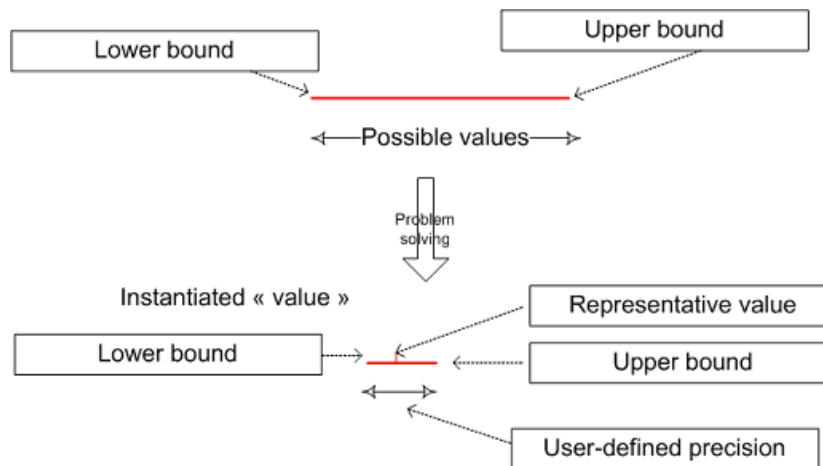 Lower bound
Upper bound
Possible values
Problem
solving
Instantiated « value »
Representative value
Lower bound
Upper bound
User-defined precision